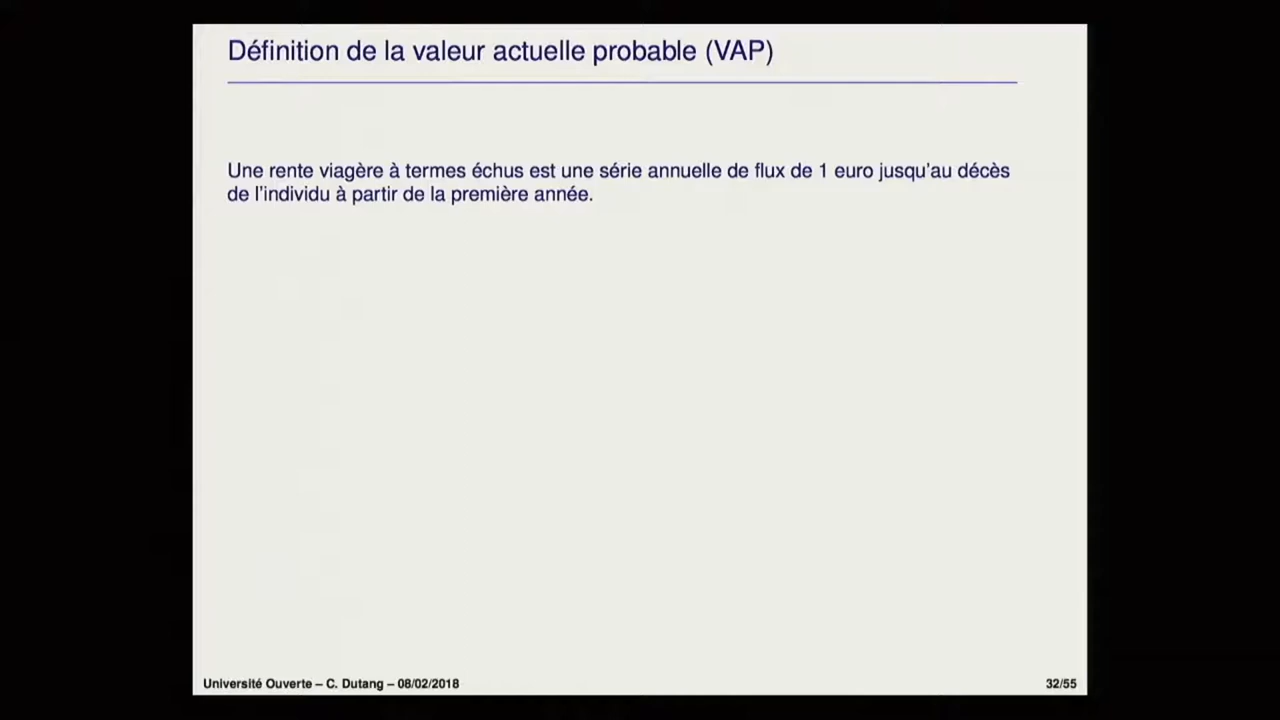 Définition de la valeur actuelle probable (VAP)
Une rente viagère à termes échus est une série annuelle de flux de 1 euro jusqu'au décès
de l'individu à partir de la première année.
Université Ouverte – C. Dutang – 08/02/2018
32/55